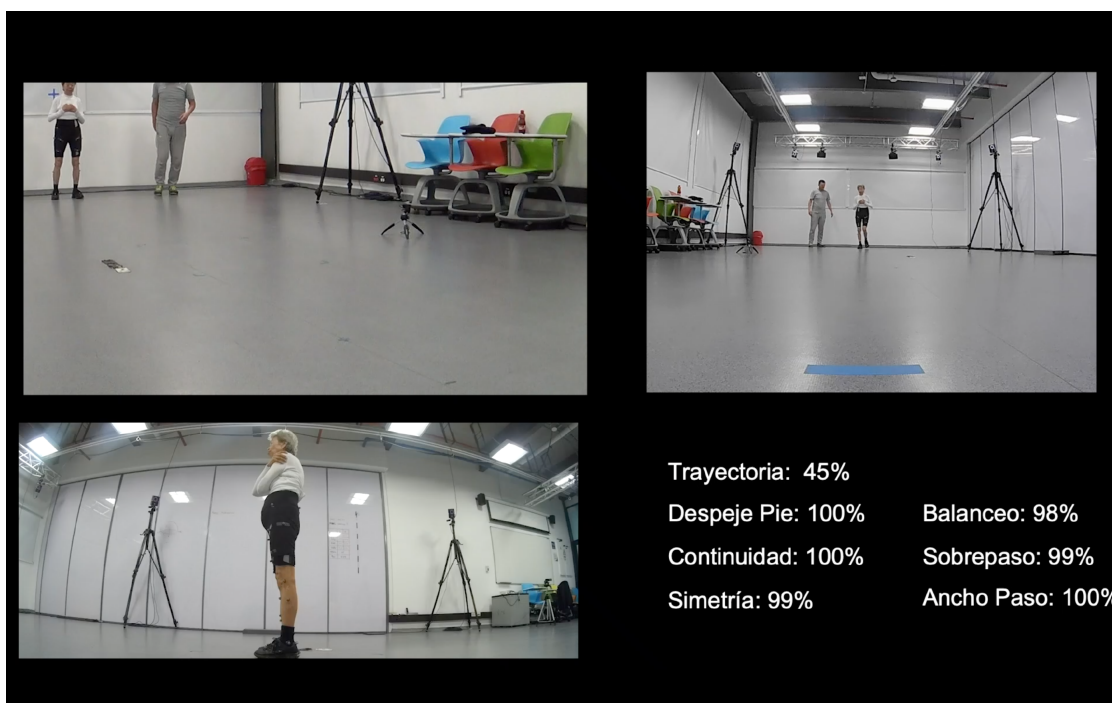 Trayectoria: 45%
Despeje Pie: 100%
Balanceo: 98%
Continuidad: 100%
Sobrepaso: 99%
Simetría: 99%
Ancho Paso: 100%